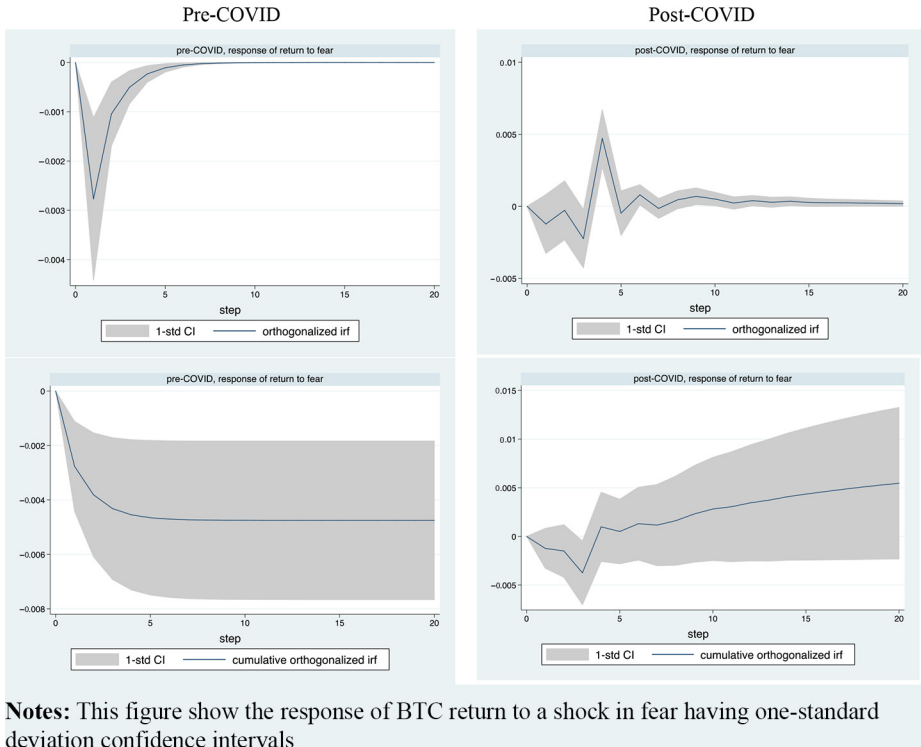 Pre-COVID
Post-COVID
pre-COVID, response of return to fear
0
−0.001
−0.002
−0.003
−0.004
0 5 10 15 20
step
1-std CI orthogonalized irf
post-COVID, response of return to fear
0.01
0.005
0
−0.005
0 5 10 15 20
step
1-std CI orthogonalized irf
pre-COVID, response of return to fear
0
−0.002
−0.004
−0.006
−0.008
0 5 10 15 20
step
1-std CI cumulative orthogonalized irf
post-COVID, response of return to fear
0.015
0.01
0.005
0
−0.005
0 5 10 15 20
step
1-std CI cumulative orthogonalized irf
Notes: This figure show the response of BTC return to a shock in fear having one-standard
deviation confidence intervals